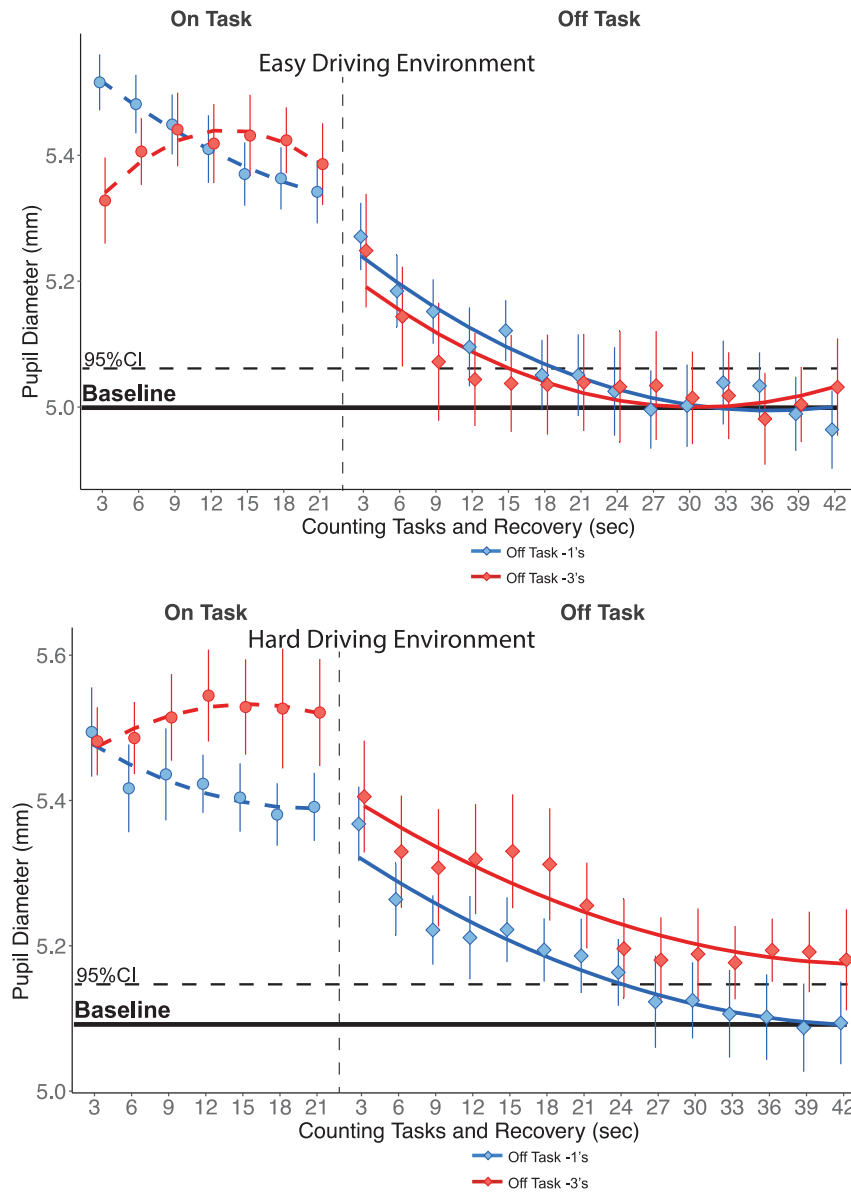 On Task Off Task
Easy Driving Environment
Pupil Diameter (mm)
5.4
5.2
95%CI
Baseline
5.0
3 6 9 12 15 18 21 3 6 9 12 15 18 21 24 27 30 33 36 39 42
Counting Tasks and Recovery (sec)
Off Task -1's
Off Task -3's
On Task Off Task
Hard Driving Environment
5.6
Pupil Diameter (mm)
5.4
5.2
95%CI
Baseline
5.0
3 6 9 12 15 18 21 3 6 9 12 15 18 21 24 27 30 33 36 39 42
Counting Tasks and Recovery (sec)
Off Task -1's
Off Task -3's